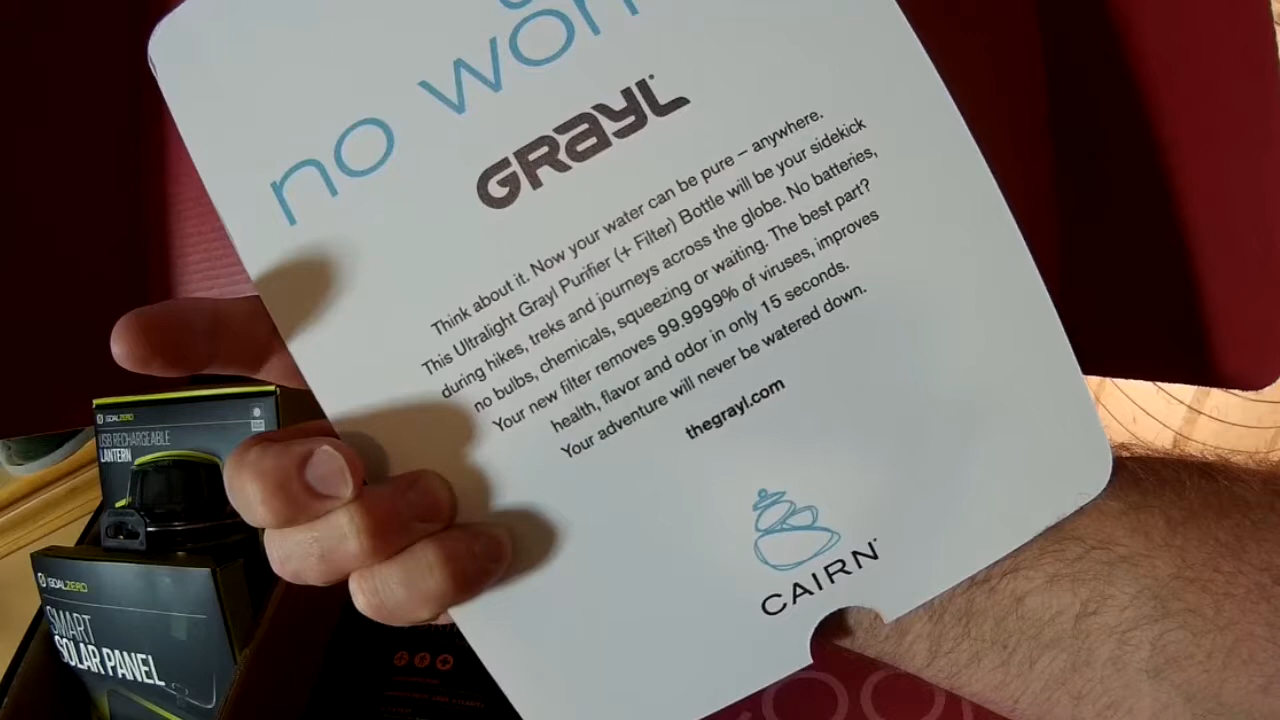 no
GRAYL
Think about it. Now your water can be pure – anywhere.
This Ultralight Grayl Purifier (+ Filter) Bottle will be your sidekick
during hikes, treks and journeys across the globe. No batteries,
no bulbs, chemicals, squeezing or waiting. The best part?
Your new filter removes 99.9999% of viruses, improves
health, flavor and odor in only 15 seconds.
Your adventure will never be watered down.
thegrayl.com
CAIRN
GOALZERO
USB RECHARGEABLE
LANTERN
GOALZERO
SMART
SOLAR PANEL